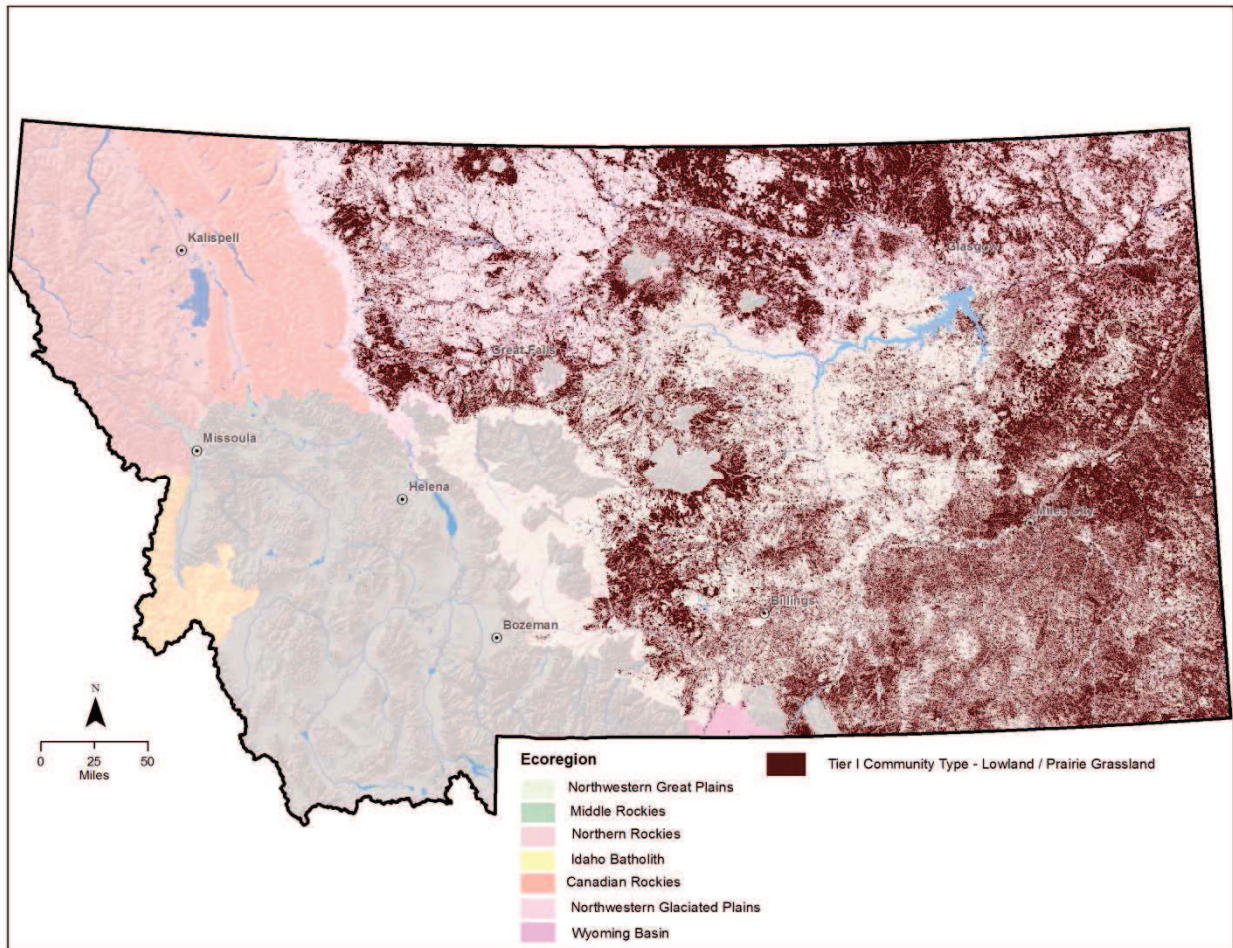 Kalispell
Glasgow
Great Falls
Missoula
Helena
Miles City
Billings
Bozeman
N
0 25 50
Miles
Ecoregion
Northwestern Great Plains
Middle Rockies
Northern Rockies
Idaho Batholith
Canadian Rockies
Northwestern Glaciated Plains
Wyoming Basin
Tier I Community Type - Lowland / Prairie Grassland